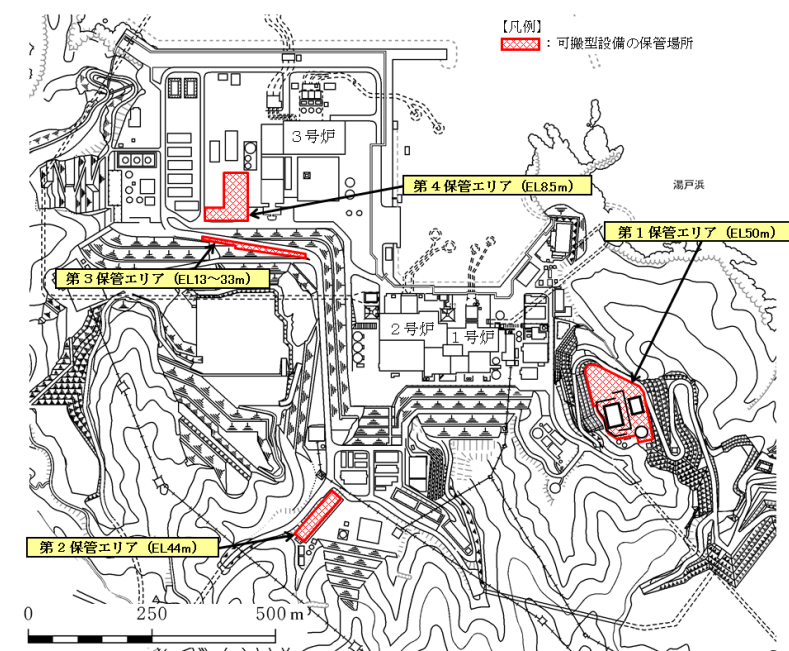 【凡例】
：可搬型設備の保管場所
3号炉
第４保管エリア（EL8.5m）
湯戸浜
第１保管エリア（EL50m）
第３保管エリア（EL13～33m）
2号炉
1号炉
第２保管エリア（EL44m）
0 250 500 m